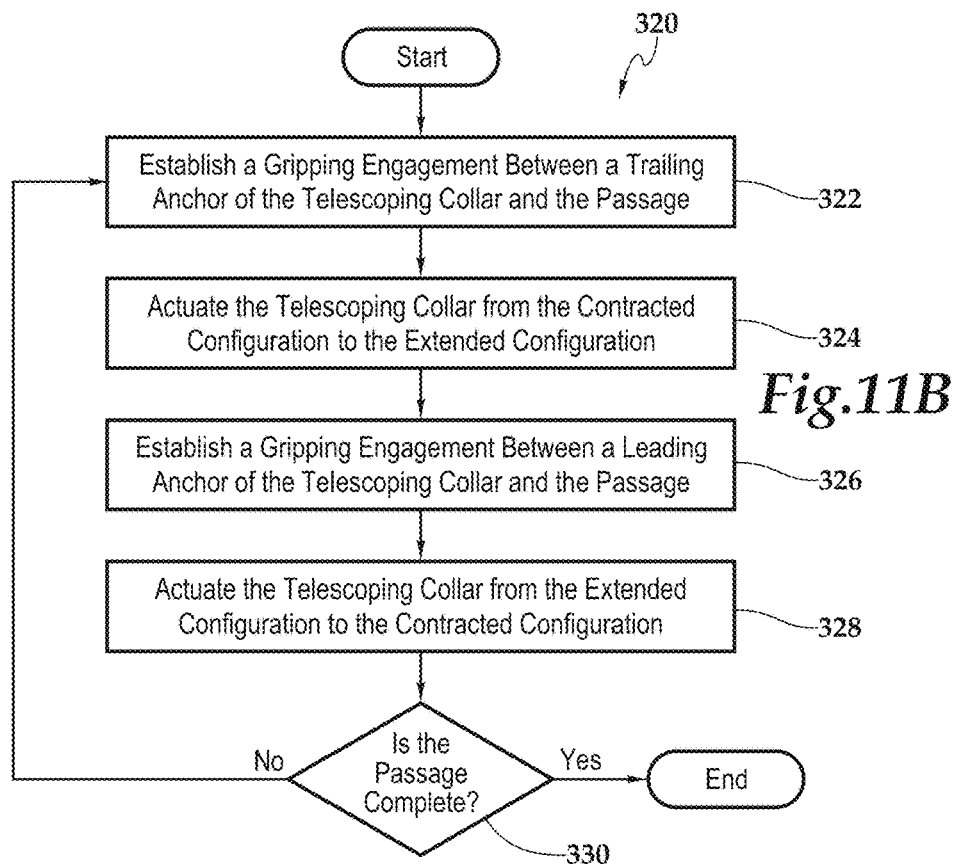 320
Start
Establish a Gripping Engagement Between a Trailing
Anchor of the Telescoping Collar and the Passage
322
Actuate the Telescoping Collar from the Contracted
Configuration to the Extended Configuration
324
Fig.11B
Establish a Gripping Engagement Between a Leading
Anchor of the Telescoping Collar and the Passage
326
Actuate the Telescoping Collar from the Extended
Configuration to the Contracted Configuration
328
Is the
Passage
Complete?
No
Yes
End
330